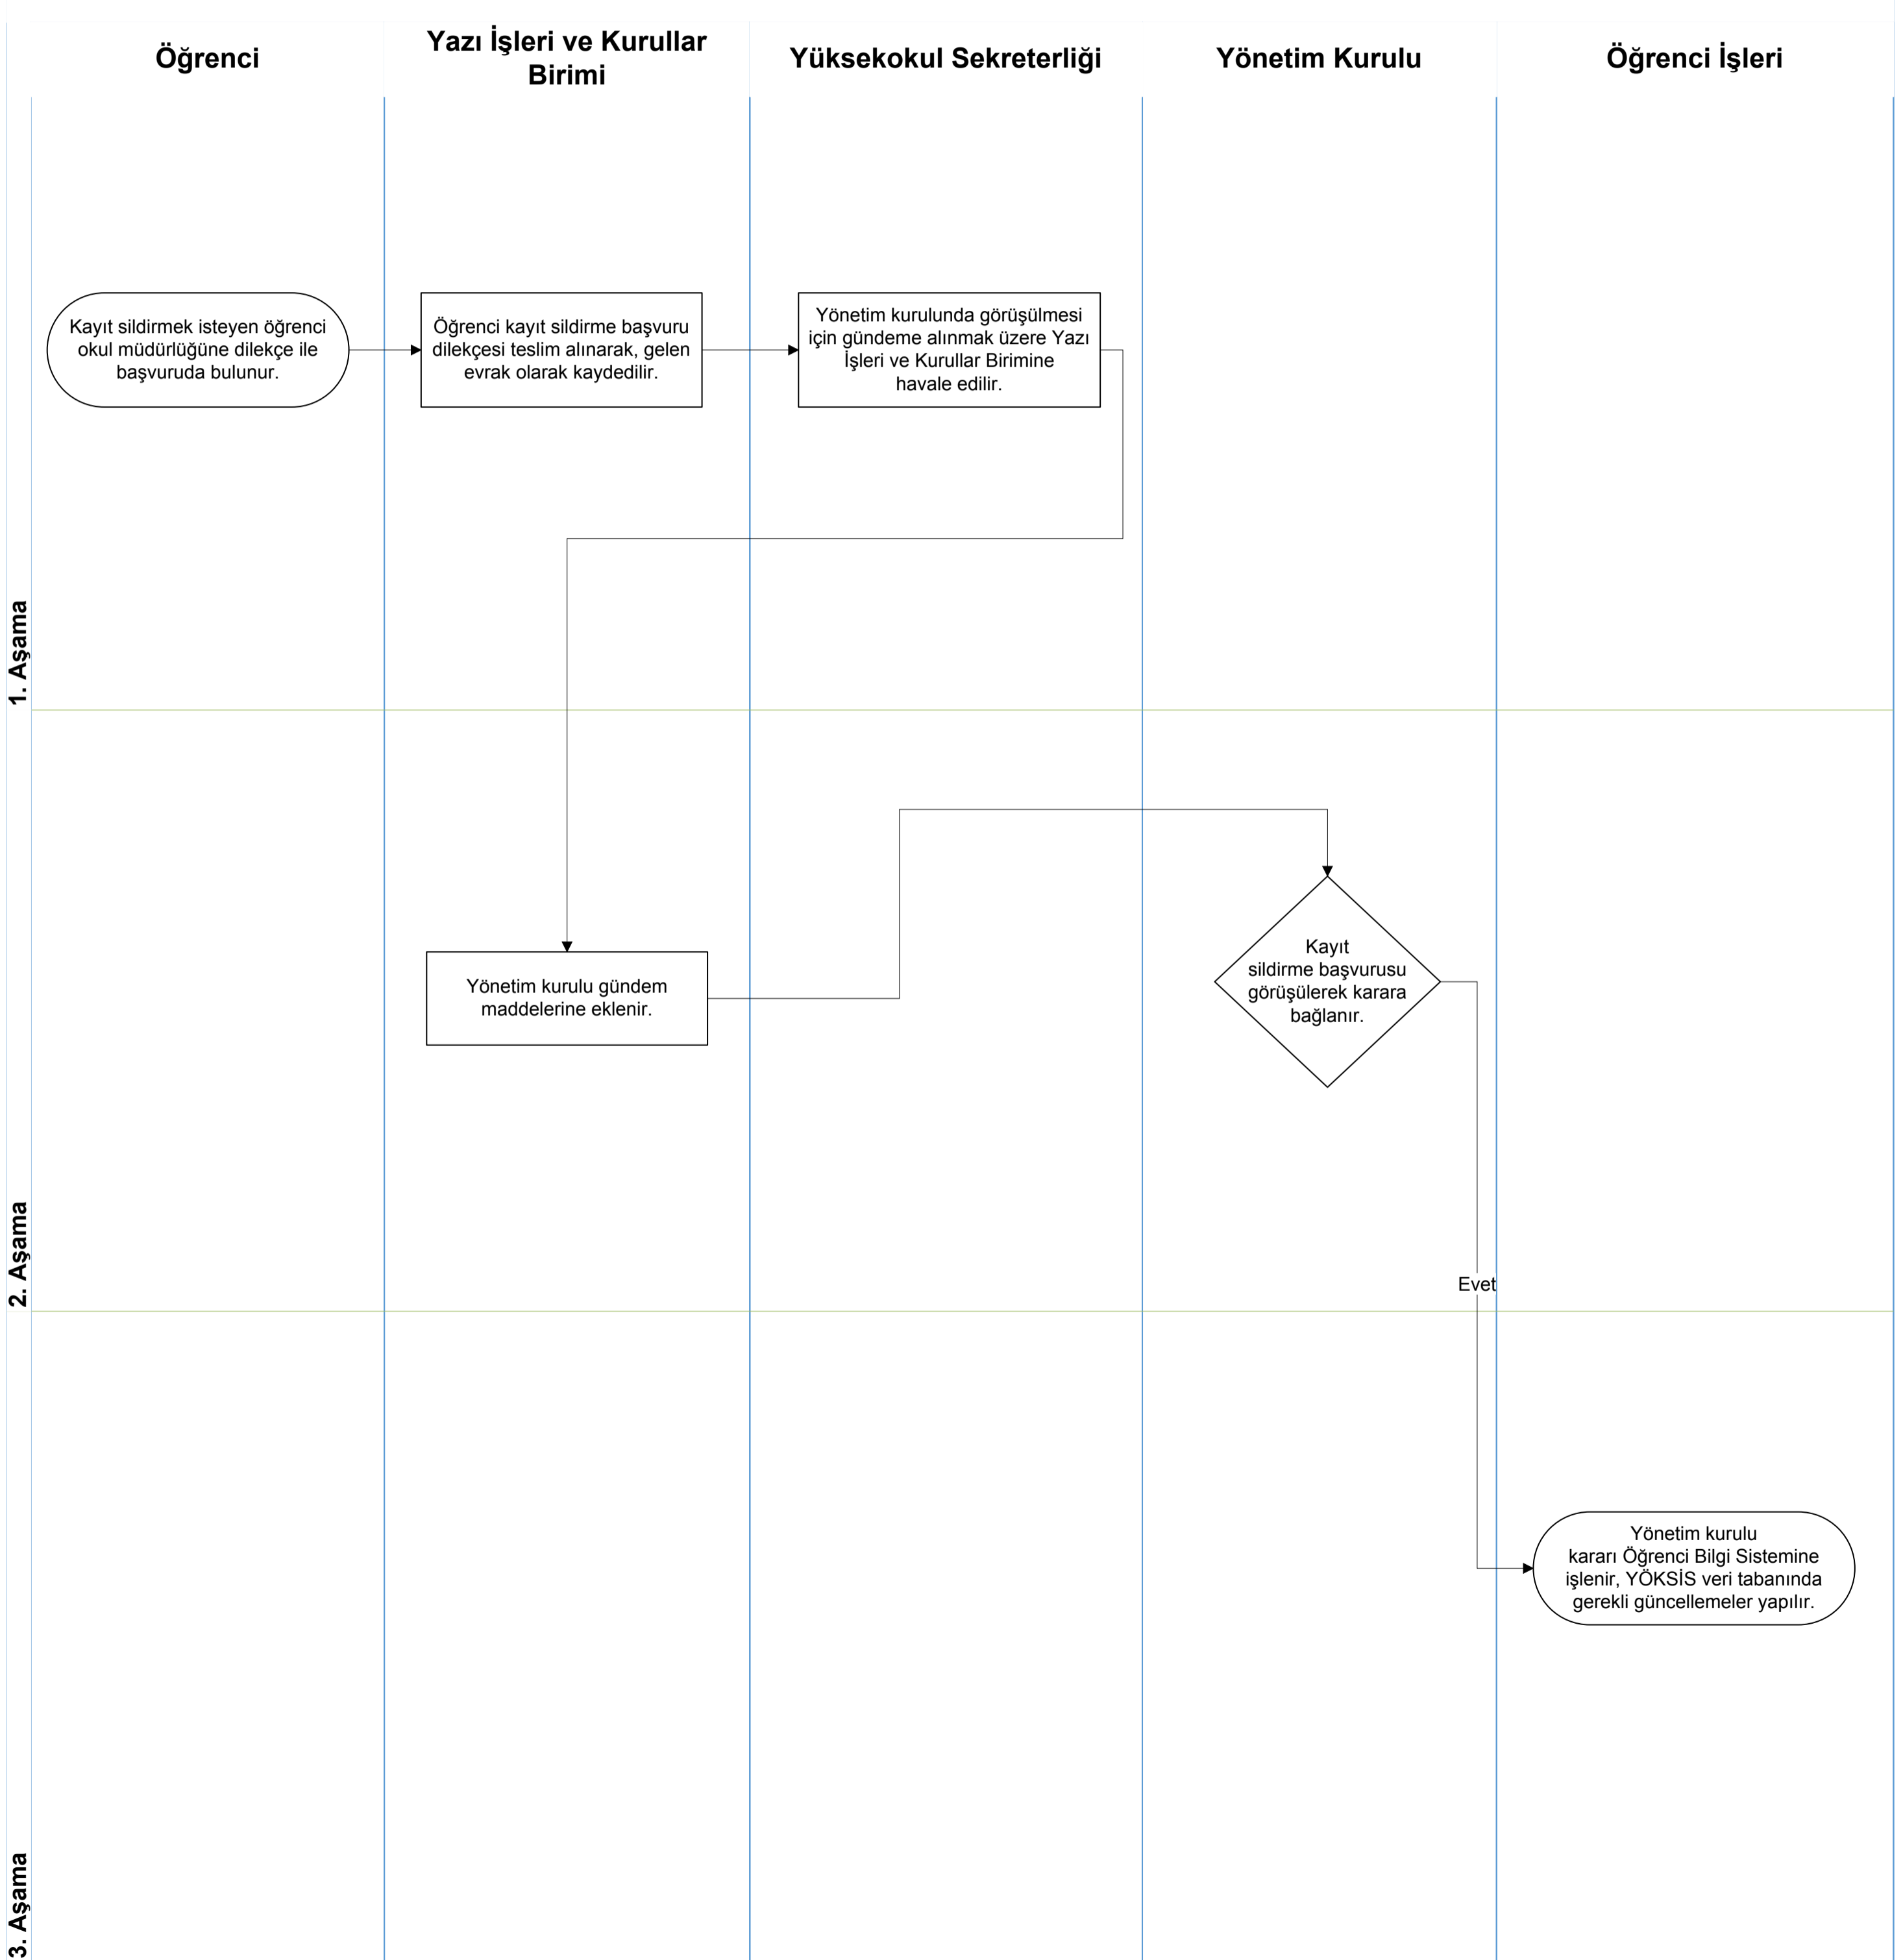 Öğrenci
Yazı İşleri ve Kurullar
Birimi
Yüksekokul Sekreterliği
Yönetim Kurulu
Öğrenci İşleri
1. Aşama
Kayıt sildirmek isteyen öğrenci
okul müdürlüğüne dilekçe ile
başvuruda bulunur.
Öğrenci kayıt sildirme başvuru
dilekçesi teslim alınarak, gelen
evrak olarak kaydedilir.
Yönetim kurulunda görüşülmesi
için gündeme alınmak üzere Yazı
İşleri ve Kurullar Birimine
havale edilir.
2. Aşama
Yönetim kurulu gündem
maddelerine eklenir.
Kayıt
sildirme başvurusu
görüşülerek karara
bağlanır.
Evet
3. Aşama
Yönetim kurulu
kararı Öğrenci Bilgi Sistemine
işlenir, YÖKSİS veri tabanında
gerekli güncellemeler yapılır.